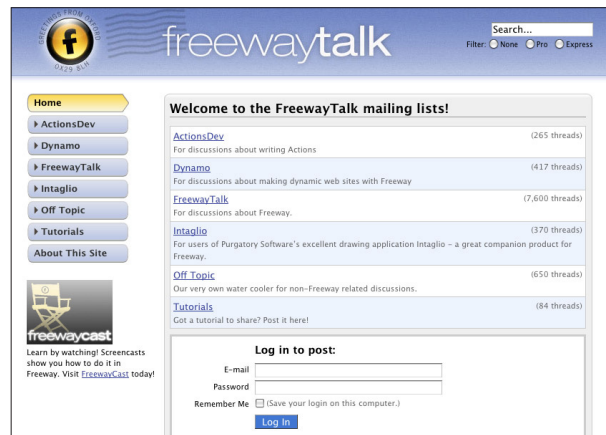 GREETINGS FROM OXFORD
OX29 8LH
f
freewaytalk
Search...
Filter: None Pro Express
Home
ActionsDev
Dynamo
FreewayTalk
Intaglio
Off Topic
Tutorials
About This Site
freewaycast
Learn by watching! Screencasts
show you how to do it in
Freeway. Visit FreewayCast today!
Welcome to the FreewayTalk mailing lists!
ActionsDev (265 threads)
For discussions about writing Actions
Dynamo (417 threads)
For discussions about making dynamic web sites with Freeway
FreewayTalk (7,600 threads)
For discussions about Freeway.
Intaglio (370 threads)
For users of Purgatory Software's excellent drawing application Intaglio – a great companion product for
Freeway.
Off Topic (650 threads)
Our very own water cooler for non-Freeway related discussions.
Tutorials (84 threads)
Got a tutorial to share? Post it here!
Log in to post:
E-mail
Password
Remember Me (Save your login on this computer.)
Log In